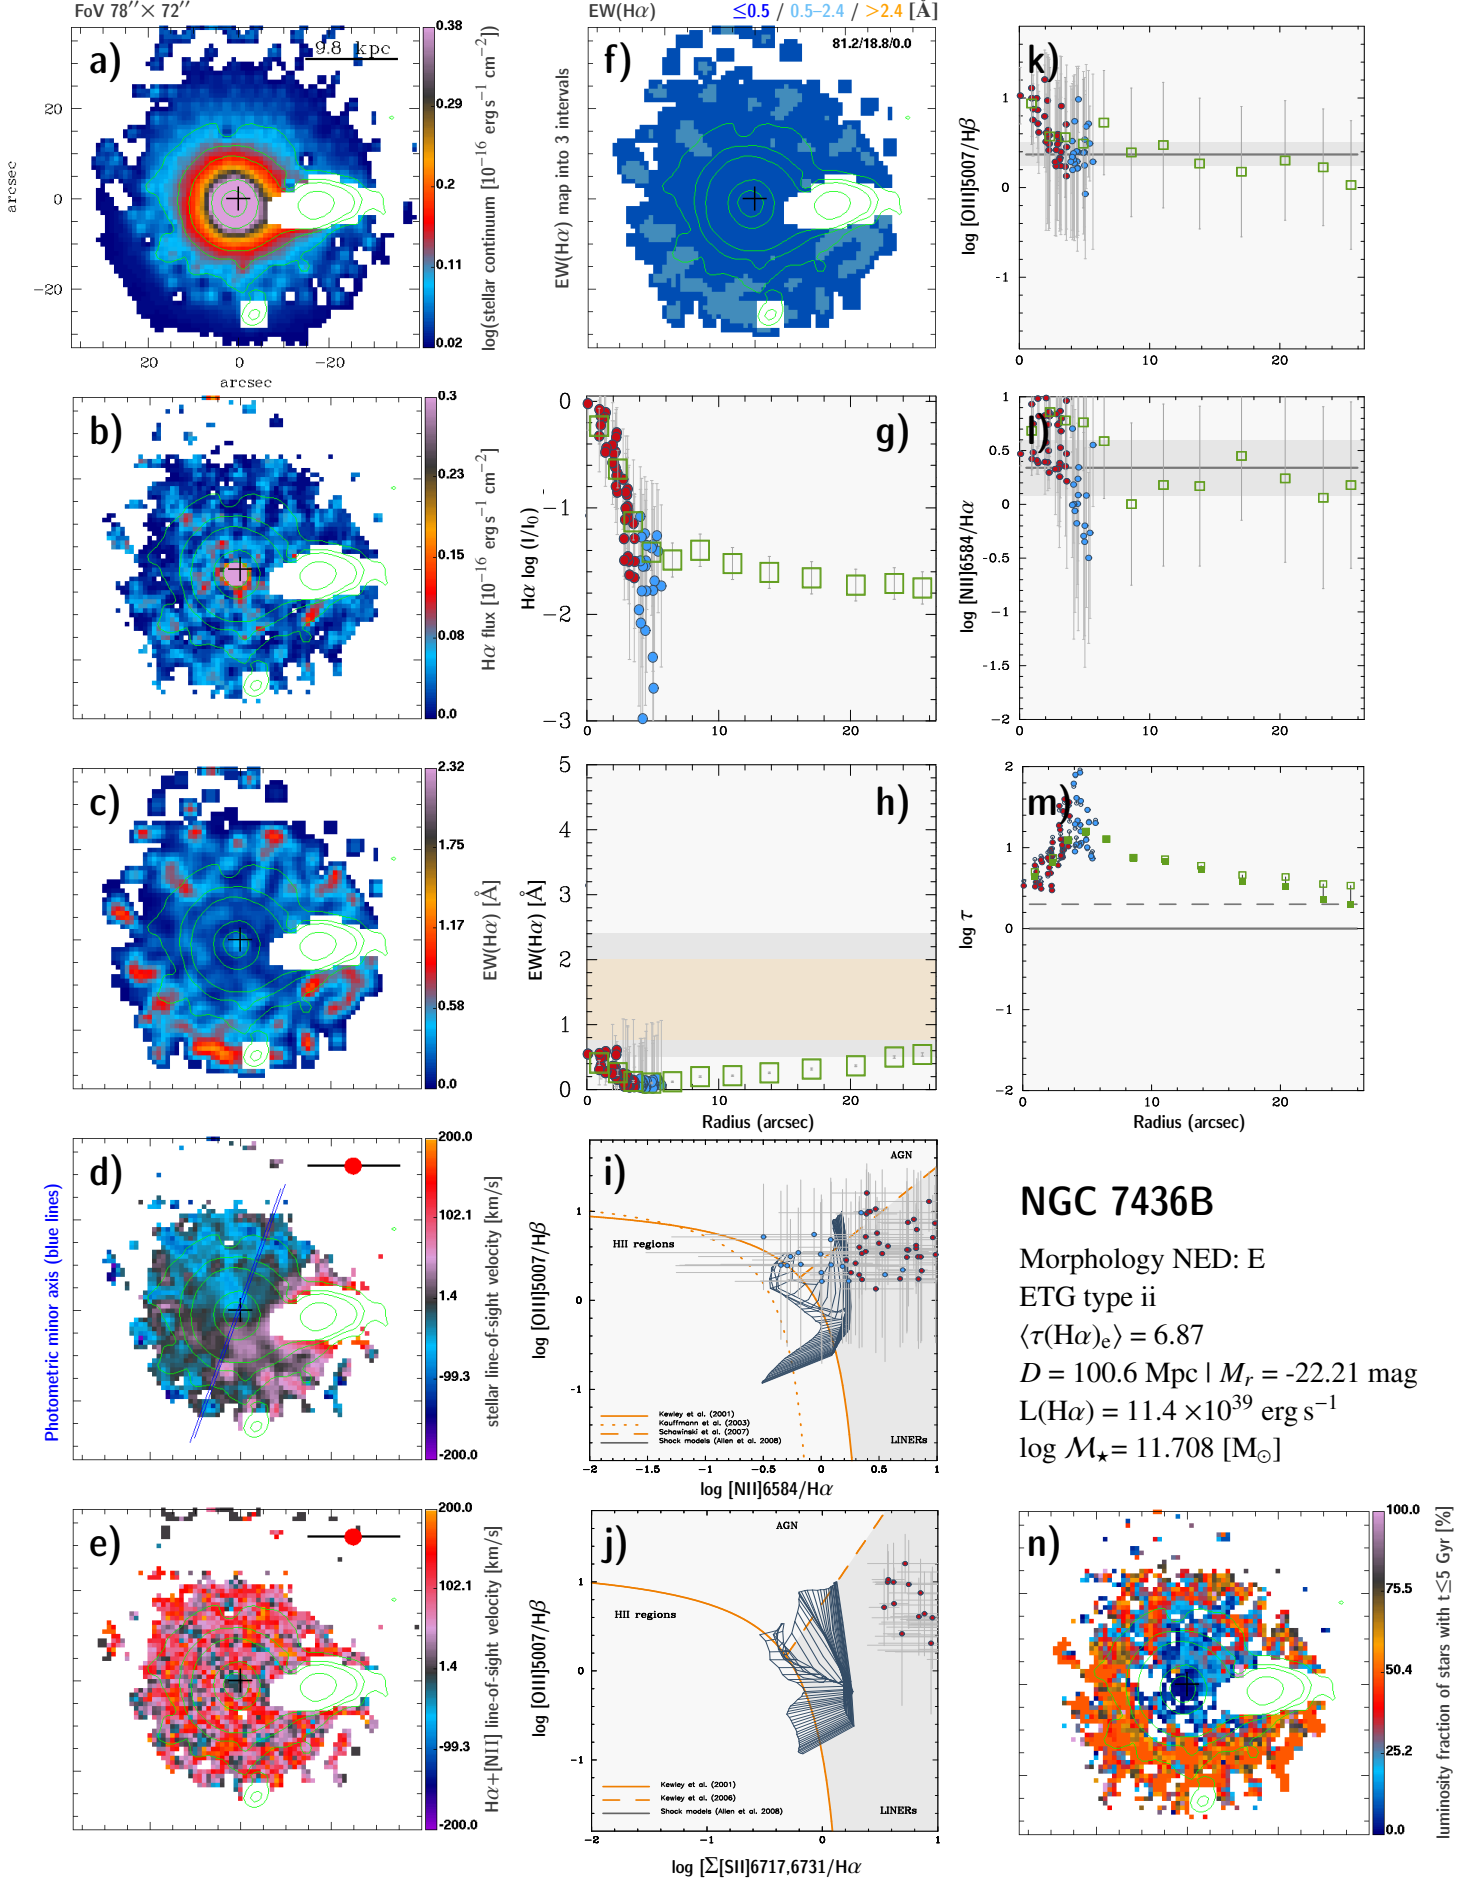 FoV 78″× 72″
EW(Hα) ≤0.5 / 0.5−2.4 / >2.4 [Å]
a)
9.8 kpc
20
0
−20
arcsec
20 0 −20
arcsec
0.38
0.29
0.2
0.11
0.02
log(stellar continuum [10−16 erg s−1 cm−2])
f)
81.2/18.8/0.0
EW(Hα) map into 3 intervals
k)
log [OIII]5007/Hβ
1
0
-1
0 10 20
b)
0.3
0.23
0.15
0.08
0.0
Hα flux [10−16 erg s−1 cm−2]
g)
Hα log (I/I0)
0
−1
−2
−3
0 10 20
l)
log [NII]6584/Hα
1
0.5
0
-0.5
-1
-1.5
-2
0 10 20
c)
2.32
1.75
1.17
0.58
0.0
EW(Hα) [Å]
h)
EW(Hα) [Å]
5
4
3
2
1
0
0 10 20
Radius (arcsec)
m)
log τ
2
1
0
-1
-2
0 10 20
Radius (arcsec)
d)
Photometric minor axis (blue lines)
200.0
102.1
1.4
-99.3
-200.0
stellar line-of-sight velocity [km/s]
i)
AGN
HII regions
LINERs
Kewley et al. (2001)
Kauffmann et al. (2003)
Schawinski et al. (2007)
Shock models (Allen et al. 2008)
log [OIII]5007/Hβ
1
0
-1
-2 -1 -0.5 0 0.5 1
log [NII]6584/Hα
NGC 7436B
Morphology NED: E
ETG type ii
⟨τ(Hα)e⟩ = 6.87
D = 100.6 Mpc | Mr = -22.21 mag
L(Hα) = 11.4 ×10^39 erg s−1
log M⋆= 11.708 [M⊙]
e)
200.0
102.1
1.4
-99.3
-200.0
Hα+[NII] line-of-sight velocity [km/s]
j)
AGN
HII regions
LINERs
Kewley et al. (2001)
Kewley et al. (2006)
Shock models (Allen et al. 2008)
log [OIII]5007/Hβ
1
0
-1
-2 -1 0 1
log [Σ[SII]6717,6731/Hα
n)
100.0
75.5
50.4
25.2
0.0
luminosity fraction of stars with t≤5 Gyr [%]